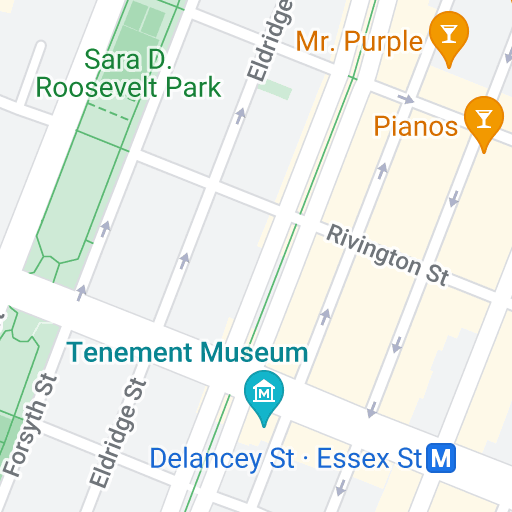 Eldridge
Mr. Purple
Sara D.
Roosevelt Park
Pianos
Rivington St
Tenement Museum
Forsyth St
Eldridge St
Delancey St · Essex St M